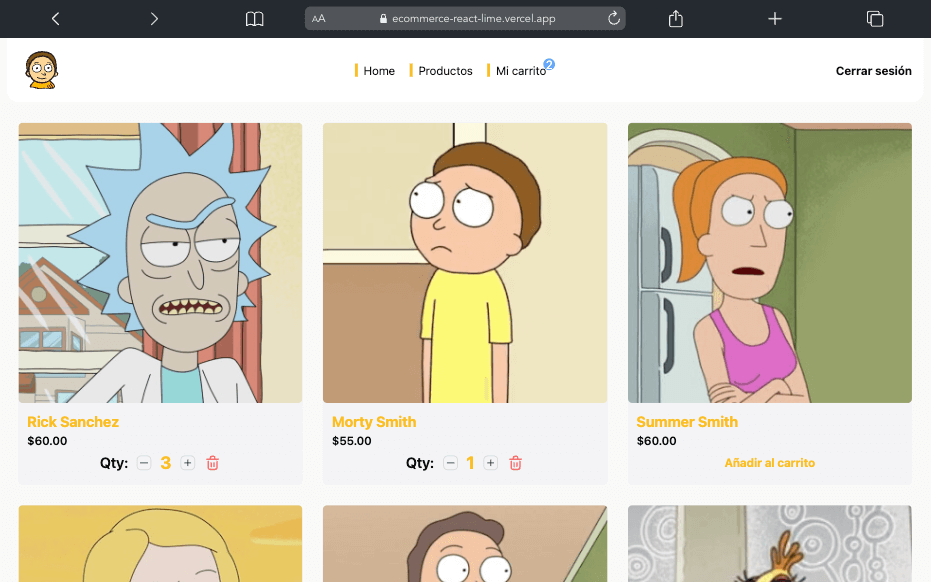 AA ecommerce-react-lime.vercel.app
Home Productos Mi carrito 2 Cerrar sesión
Rick Sanchez
$60.00
Qty: − 3 +
Morty Smith
$55.00
Qty: − 1 +
Summer Smith
$60.00
Añadir al carrito